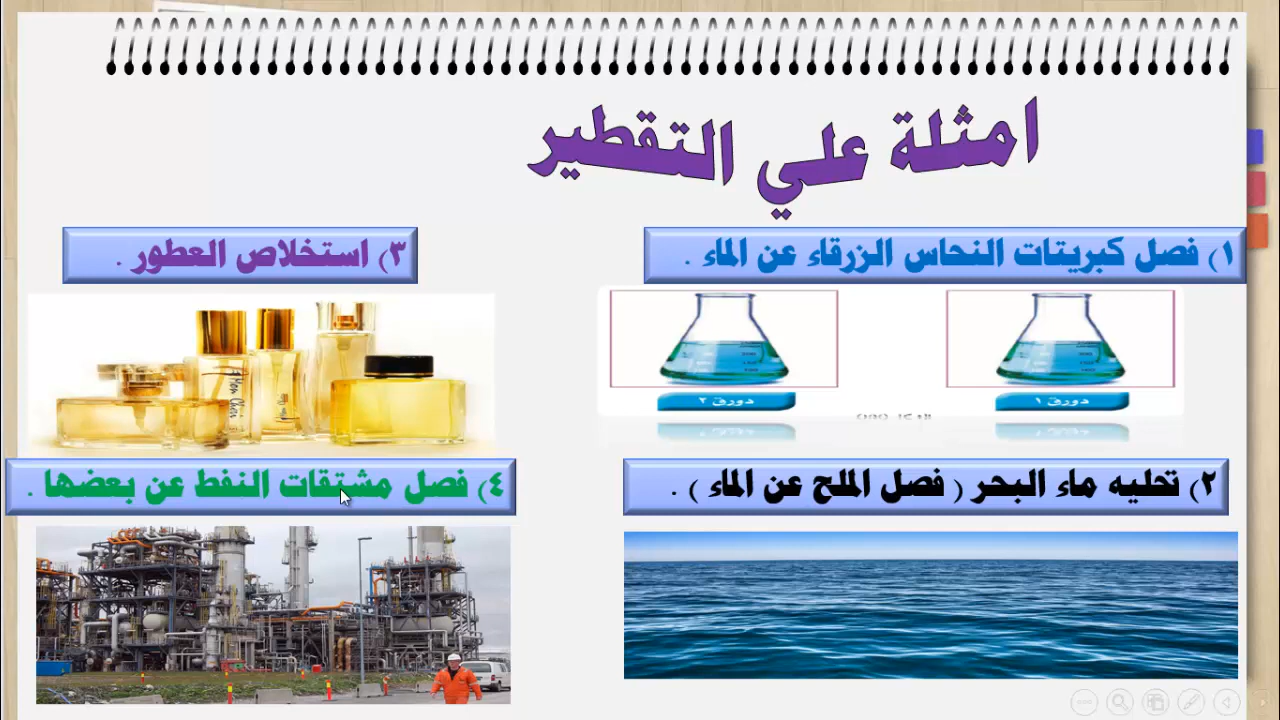 امثلة علي التقطير
١) فصل كبريتات النحاس الزرقاء عن الماء .
دورق ١
دورق ٢
٢) تحليه ماء البحر ( فصل الملح عن الماء ) .
٣) استخلاص العطور .
٤) فصل مشتقات النفط عن بعضها .